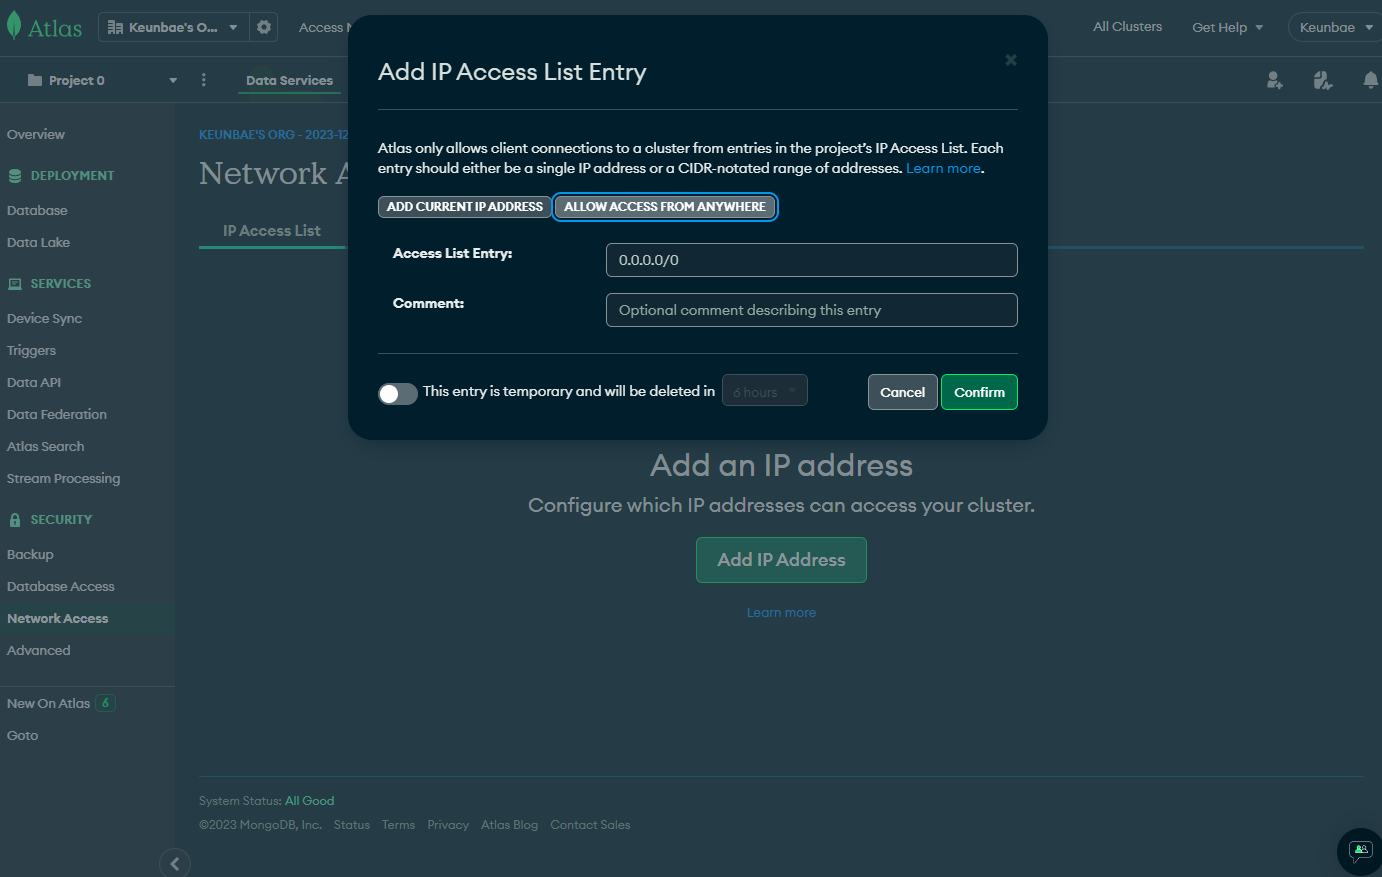 Atlas
Keunbae's O...
Access
All Clusters
Get Help
Keunbae
Project 0
Data Services
Overview
DEPLOYMENT
Database
Data Lake
SERVICES
Device Sync
Triggers
Data API
Data Federation
Atlas Search
Stream Processing
SECURITY
Backup
Database Access
Network Access
Advanced
New On Atlas 6
Goto
KEUNBAE'S ORG - 2023-12
Network A
IP Access List
Add IP Access List Entry
Atlas only allows client connections to a cluster from entries in the project's IP Access List. Each
entry should either be a single IP address or a CIDR-notated range of addresses. Learn more.
ADD CURRENT IP ADDRESS
ALLOW ACCESS FROM ANYWHERE
Access List Entry:
0.0.0.0/0
Comment:
Optional comment describing this entry
This entry is temporary and will be deleted in
6 hours
Cancel
Confirm
Add an IP address
Configure which IP addresses can access your cluster.
Add IP Address
Learn more
System Status: All Good
©2023 MongoDB, Inc. Status Terms Privacy Atlas Blog Contact Sales